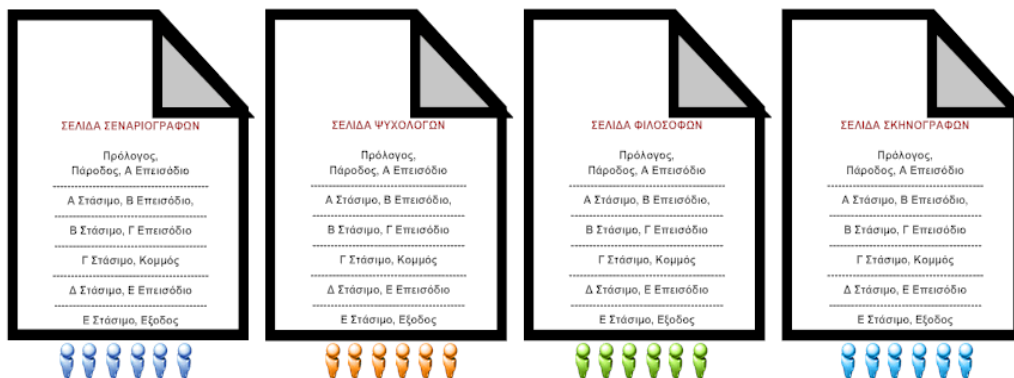 ΣΕΛΙΔΑ ΣΕΝΑΡΙΟΓΡΑΦΩΝ
Πρόλογος,
Πάροδος, Α Επεισόδιο
Α Στάσιμο, Β Επεισόδιο,
Β Στάσιμο, Γ Επεισόδιο
Γ Στάσιμο, Κομμός
Δ Στάσιμο, Ε Επεισόδιο
Ε Στάσιμο, Εξοδος
ΣΕΛΙΔΑ ΨΥΧΟΛΟΓΩΝ
Πρόλογος,
Πάροδος, Α Επεισόδιο
Α Στάσιμο, Β Επεισόδιο,
Β Στάσιμο, Γ Επεισόδιο
Γ Στάσιμο, Κομμός
Δ Στάσιμο, Ε Επεισόδιο
Ε Στάσιμο, Εξοδος
ΣΕΛΙΔΑ ΦΙΛΟΣΟΦΩΝ
Πρόλογος,
Πάροδος, Α Επεισόδιο
Α Στάσιμο, Β Επεισόδιο,
Β Στάσιμο, Γ Επεισόδιο
Γ Στάσιμο, Κομμός
Δ Στάσιμο, Ε Επεισόδιο
Ε Στάσιμο, Εξοδος
ΣΕΛΙΔΑ ΣΚΗΝΟΓΡΑΦΩΝ
Πρόλογος,
Πάροδος, Α Επεισόδιο
Α Στάσιμο, Β Επεισόδιο,
Β Στάσιμο, Γ Επεισόδιο
Γ Στάσιμο, Κομμός
Δ Στάσιμο, Ε Επεισόδιο
Ε Στάσιμο, Εξοδος